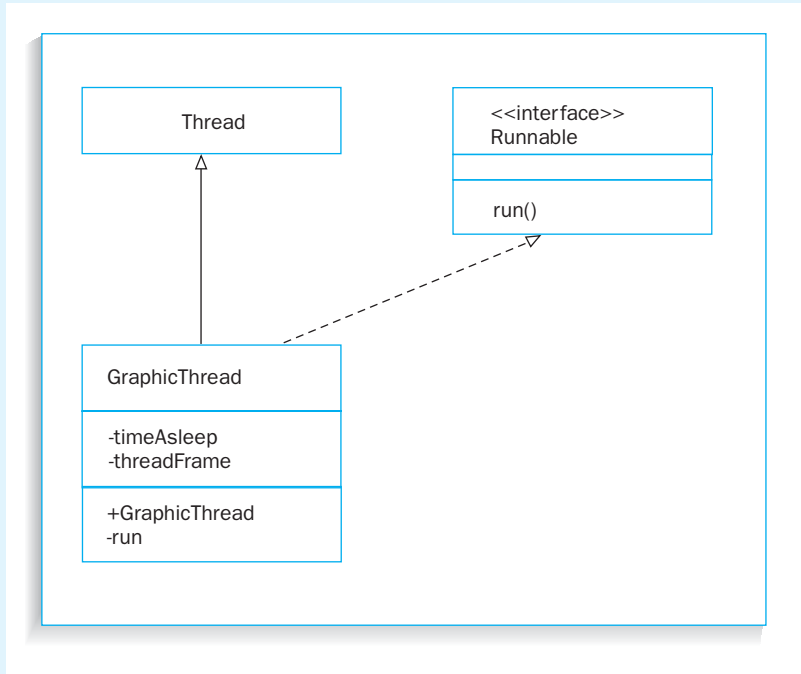 Thread
<<interface>>
Runnable
run()
GraphicThread
-timeAsleep
-threadFrame
+GraphicThread
-run